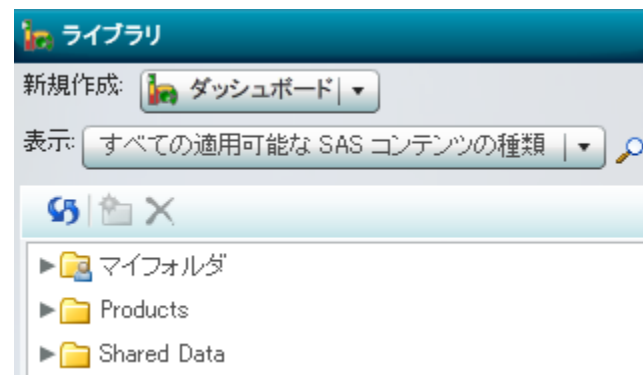 ライブラリ
新規作成: ダッシュボード
表示: すべての適用可能な SAS コンテンツの種類
マイフォルダ
Products
Shared Data